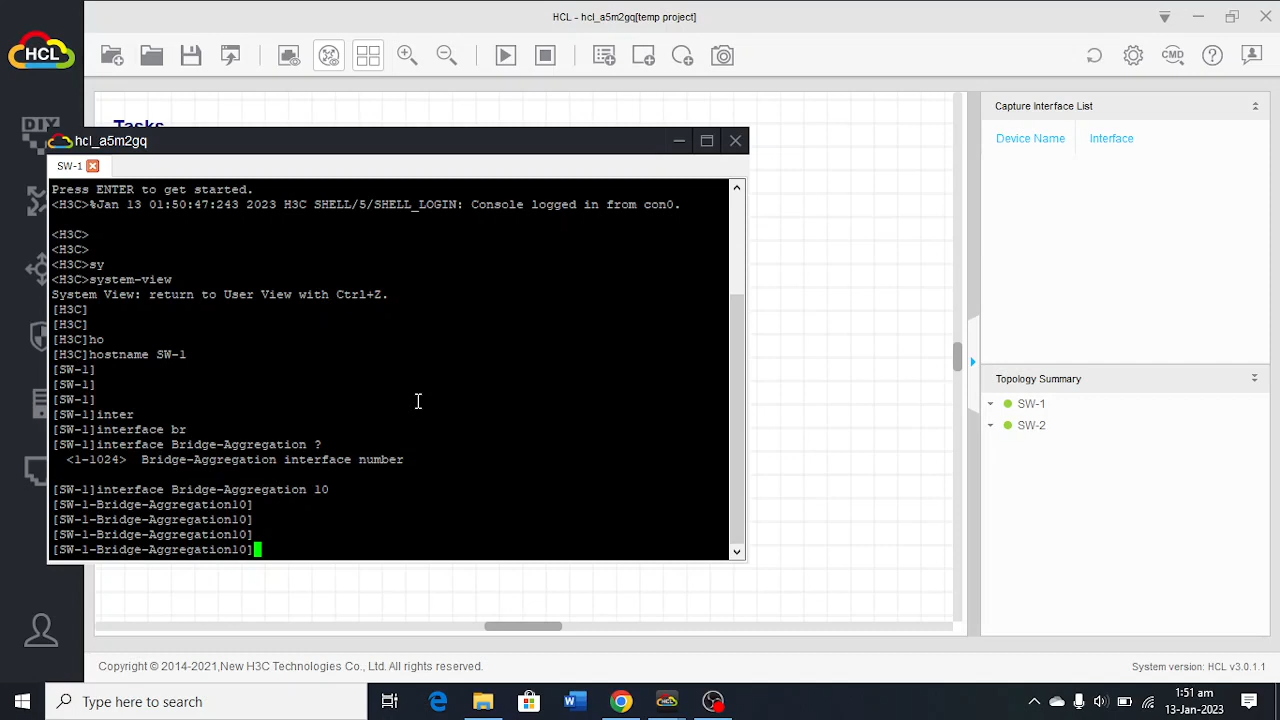 HCL - hcl_a5m2gq[temp project]
HCL
CMD
DIY
Tasks
hcl_a5m2gq
SW-1
Press ENTER to get started.
<H3C>%Jan 13 01:50:47:243 2023 H3C SHELL/5/SHELL_LOGIN: Console logged in from con0.
<H3C>
<H3C>
<H3C>sy
<H3C>system-view
System View: return to User View with Ctrl+Z.
[H3C]
[H3C]
[H3C]ho
[H3C]hostname SW-1
[SW-1]
[SW-1]
[SW-1]
[SW-1]inter
[SW-1]interface br
[SW-1]interface Bridge-Aggregation ?
<1-1024>  Bridge-Aggregation interface number
[SW-1]interface Bridge-Aggregation 10
[SW-1-Bridge-Aggregation10]
[SW-1-Bridge-Aggregation10]
[SW-1-Bridge-Aggregation10]
[SW-1-Bridge-Aggregation10]
Capture Interface List
Device Name Interface
Topology Summary
SW-1
SW-2
Copyright © 2014-2021,New H3C Technologies Co., Ltd. All rights reserved.
System version: HCL v3.0.1.1
Type here to search
1:51 am
13-Jan-2023